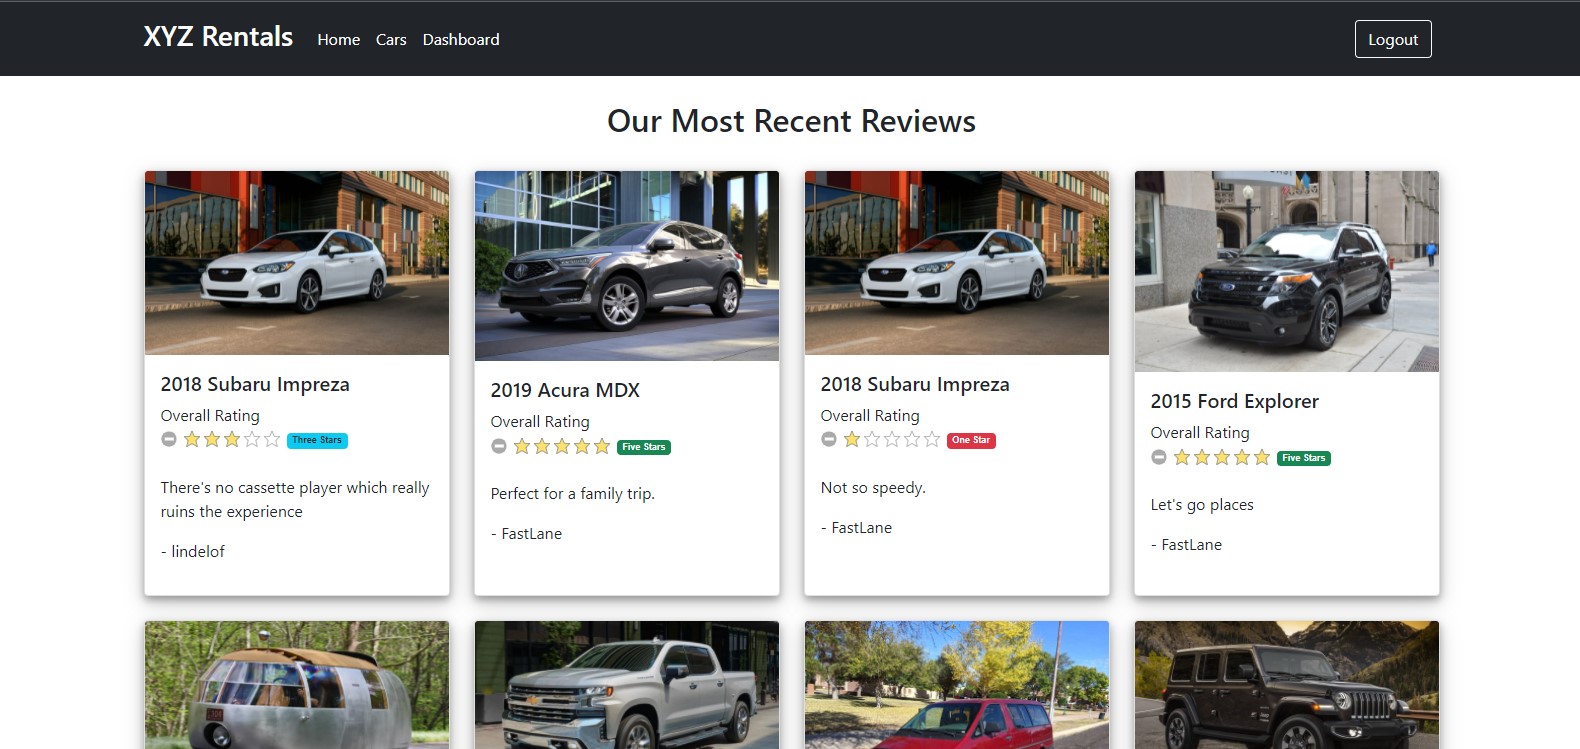 XYZ Rentals
Home
Cars
Dashboard
Logout
Our Most Recent Reviews
2018 Subaru Impreza
Overall Rating
Three Stars
There's no cassette player which really
ruins the experience
- lindelof
2019 Acura MDX
Overall Rating
Five Stars
Perfect for a family trip.
- FastLane
2018 Subaru Impreza
Overall Rating
One Star
Not so speedy.
- FastLane
2015 Ford Explorer
Overall Rating
Five Stars
Let's go places
- FastLane